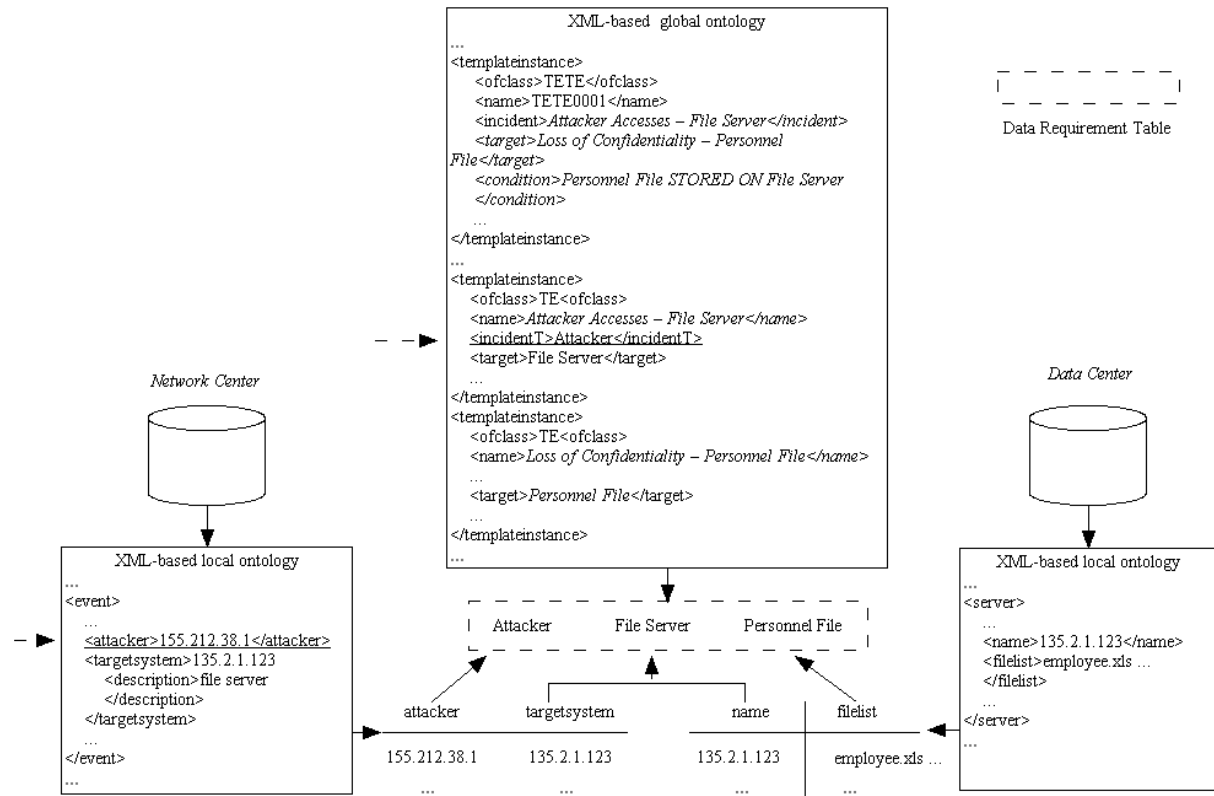 XML-based global ontology
...
<templateinstance>
<ofclass>TETE</ofclass>
<name>TETE0001</name>
<incident>Attacker Accesses – File Server</incident>
<target>Loss of Confidentiality – Personnel
File</target>
<condition>Personnel File STORED ON File Server
</condition>
...
</templateinstance>
...
<templateinstance>
<ofclass>TE<ofclass>
<name>Attacker Accesses – File Server</name>
<incidentT>Attacker</incidentT>
<target>File Server</target>
...
</templateinstance>
<templateinstance>
<ofclass>TE<ofclass>
<name>Loss of Confidentiality – Personnel File</name>
...
<target>Personnel File</target>
...
</templateinstance>
...
Data Requirement Table
Network Center
Data Center
XML-based local ontology
...
<event>
...
<attacker>155.212.38.1</attacker>
<targetsystem>135.2.1.123
<description>file server
</description>
</targetsystem>
...
</event>
...
Attacker File Server Personnel File
attacker targetsystem name filelist
155.212.38.1 135.2.1.123 135.2.1.123 employee.xls ...
... ... ... ...
XML-based local ontology
...
<server>
...
<name>135.2.1.123</name>
<filelist>employee.xls ...
</filelist>
...
</server>
...